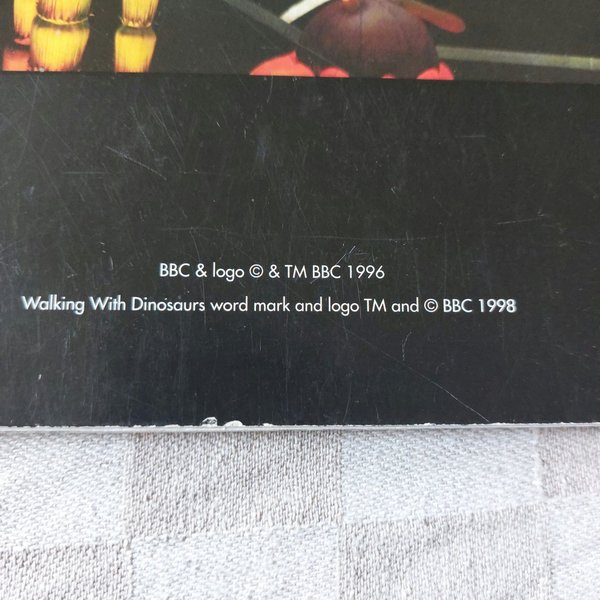 BBC & logo © & TM BBC 1996
Walking With Dinosaurs word mark and logo TM and © BBC 1998